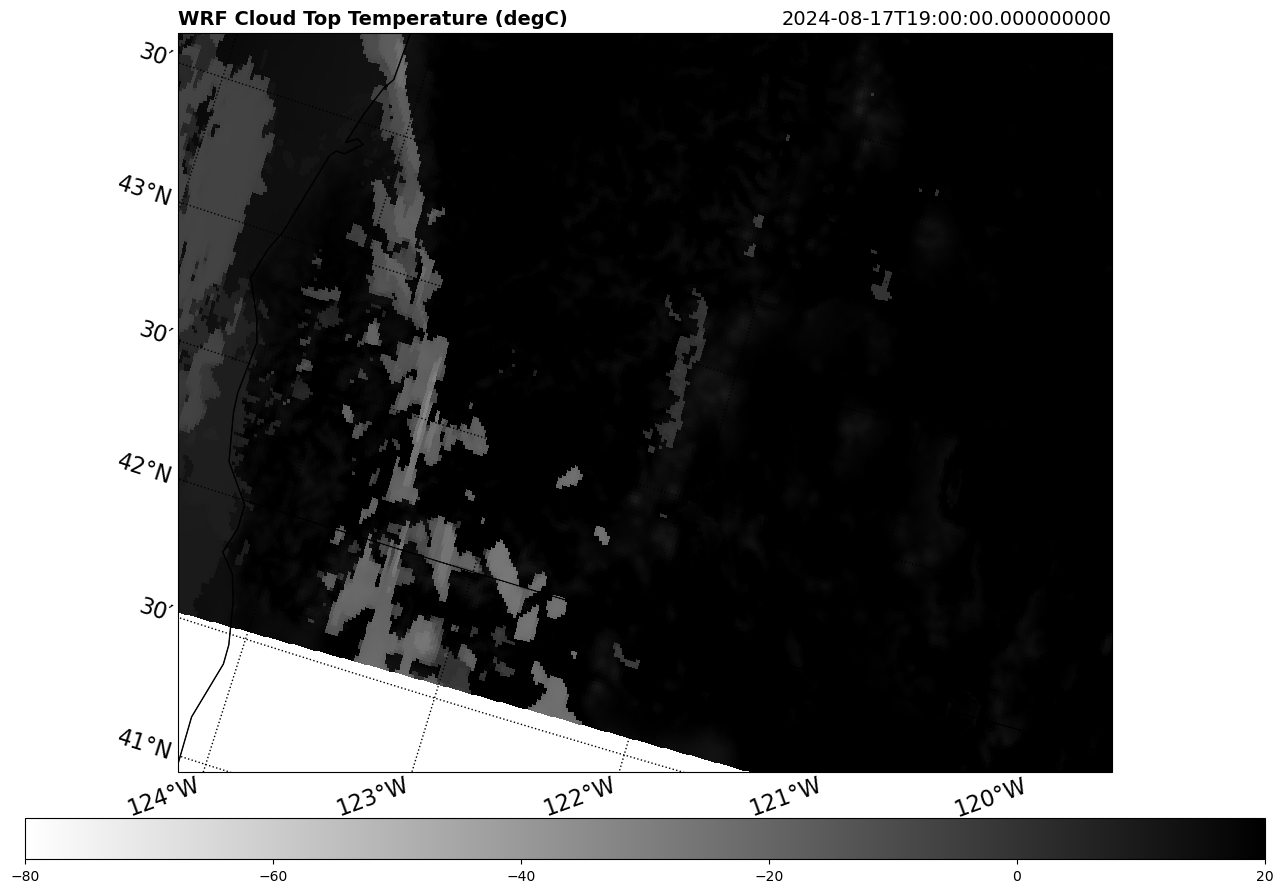 WRF Cloud Top Temperature (degC) 2024-08-17T19:00:00.000000000
30′
43°N
30′
42°N
30′
41°N
124°W 123°W 122°W 121°W 120°W
−80 −60 −40 −20 0 20